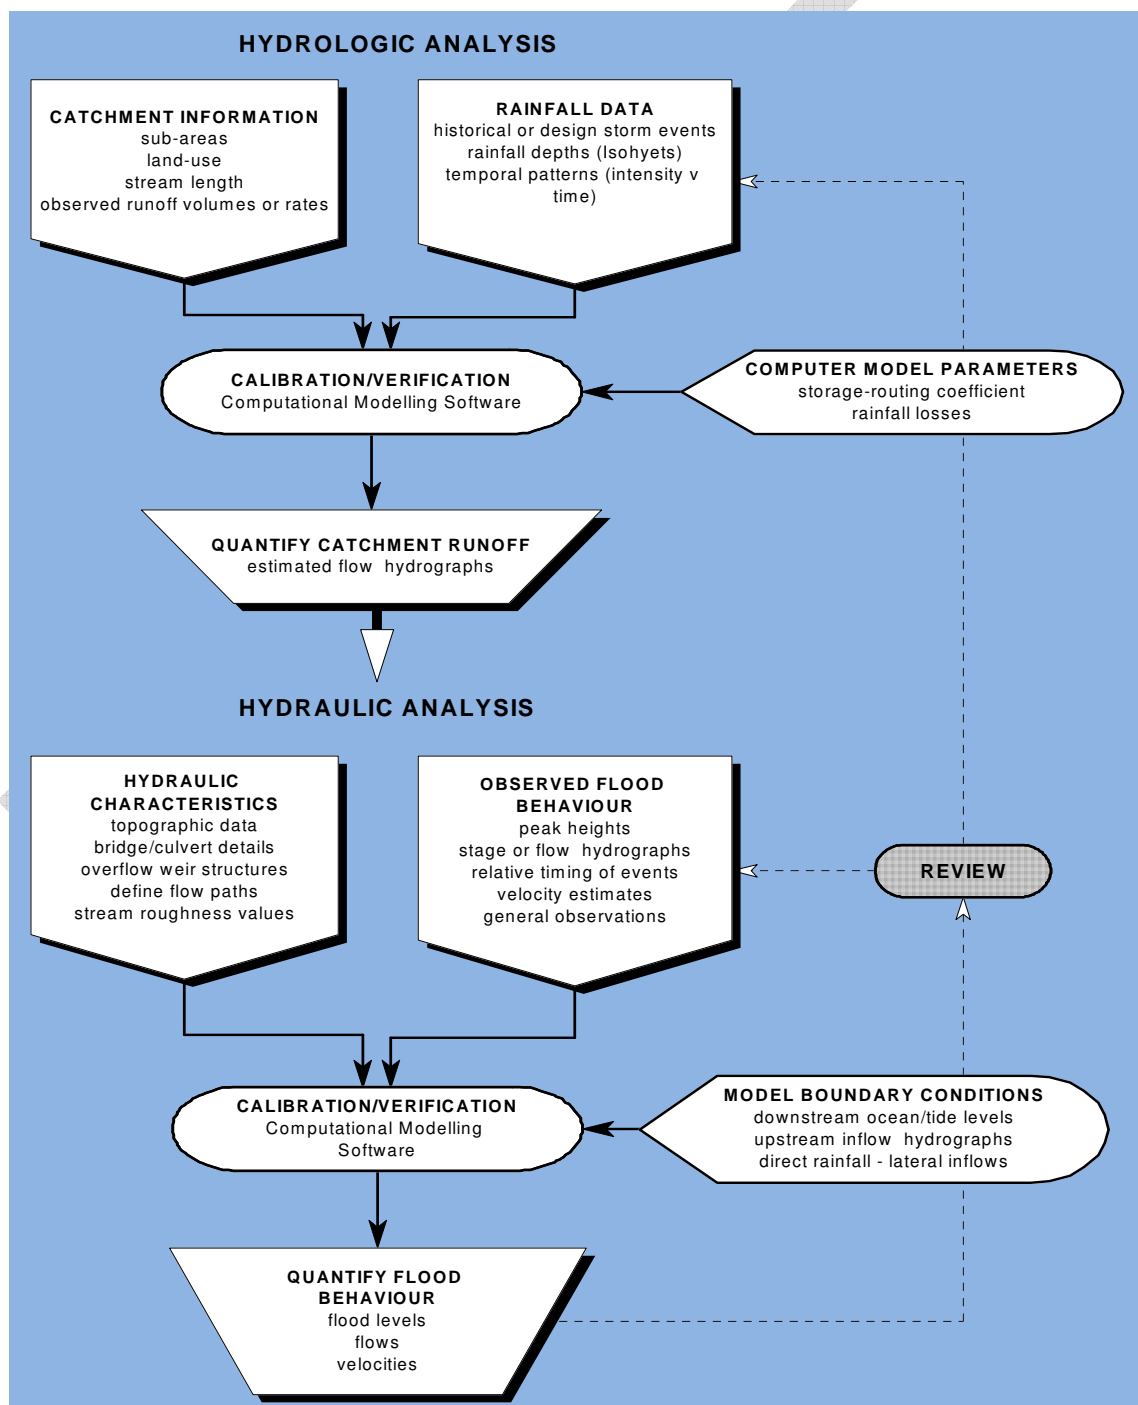 HYDROLOGIC ANALYSIS
CATCHMENT INFORMATION
sub-areas
land-use
stream length
observed runoff volumes or rates
RAINFALL DATA
historical or design storm events
rainfall depths (Isohyets)
temporal patterns (intensity v
time)
CALIBRATION/VERIFICATION
Computational Modelling Software
COMPUTER MODEL PARAMETERS
storage-routing coefficient
rainfall losses
QUANTIFY CATCHMENT RUNOFF
estimated flow hydrographs
HYDRAULIC ANALYSIS
HYDRAULIC
CHARACTERISTICS
topographic data
bridge/culvert details
overflow weir structures
define flow paths
stream roughness values
OBSERVED FLOOD
BEHAVIOUR
peak heights
stage or flow hydrographs
relative timing of events
velocity estimates
general observations
REVIEW
CALIBRATION/VERIFICATION
Computational Modelling
Software
MODEL BOUNDARY CONDITIONS
downstream ocean/tide levels
upstream inflow hydrographs
direct rainfall - lateral inflows
QUANTIFY FLOOD
BEHAVIOUR
flood levels
flows
velocities